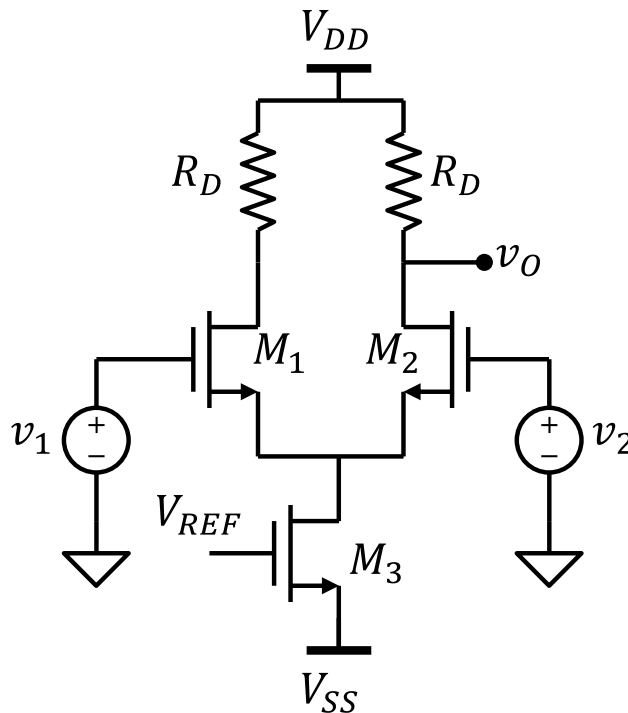 V_DD
R_D R_D
v_O
M_1 M_2
v_1 + − + − v_2
V_REF
M_3
V_SS